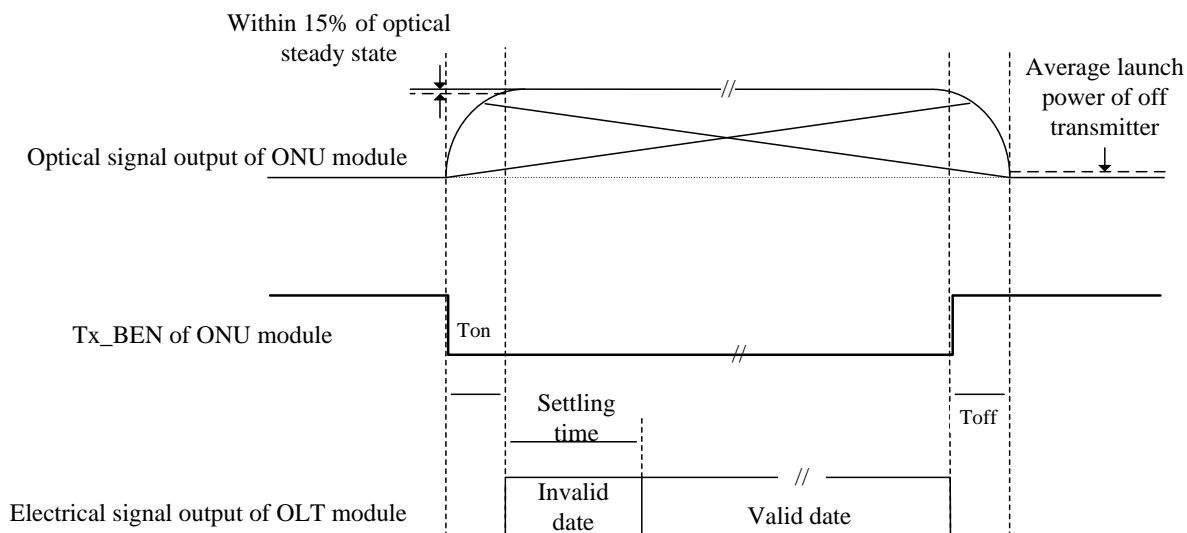 Within 15% of optical
steady state
Average launch
power of off
transmitter
Optical signal output of ONU module
Tx_BEN of ONU module
Ton
Settling
time
Toff
Electrical signal output of OLT module
Invalid
date
Valid date